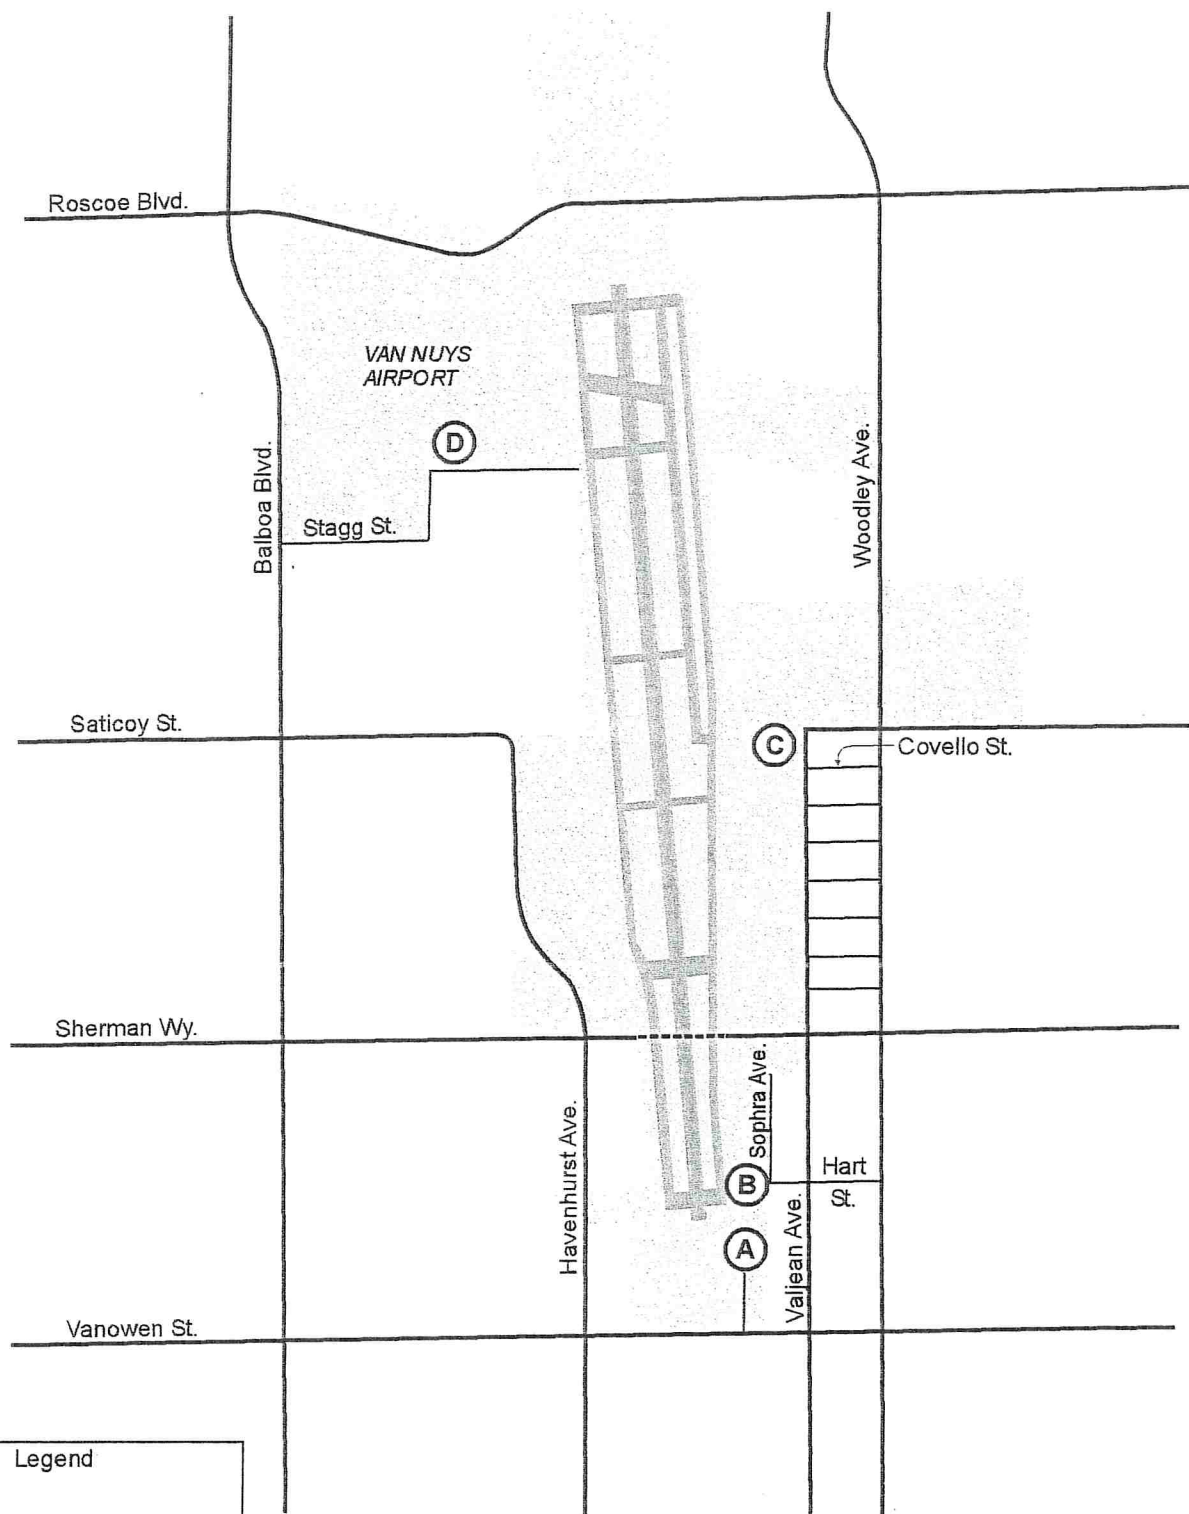 Roscoe Blvd.
VAN NUYS
AIRPORT
D
Balboa Blvd.
Stagg St.
Woodley Ave.
Saticoy St.
C
Covello St.
Sherman Wy.
Sophra Ave.
Havenhurst Ave.
B
Hart
St.
A
Valjean Ave.
Vanowen St.
Legend